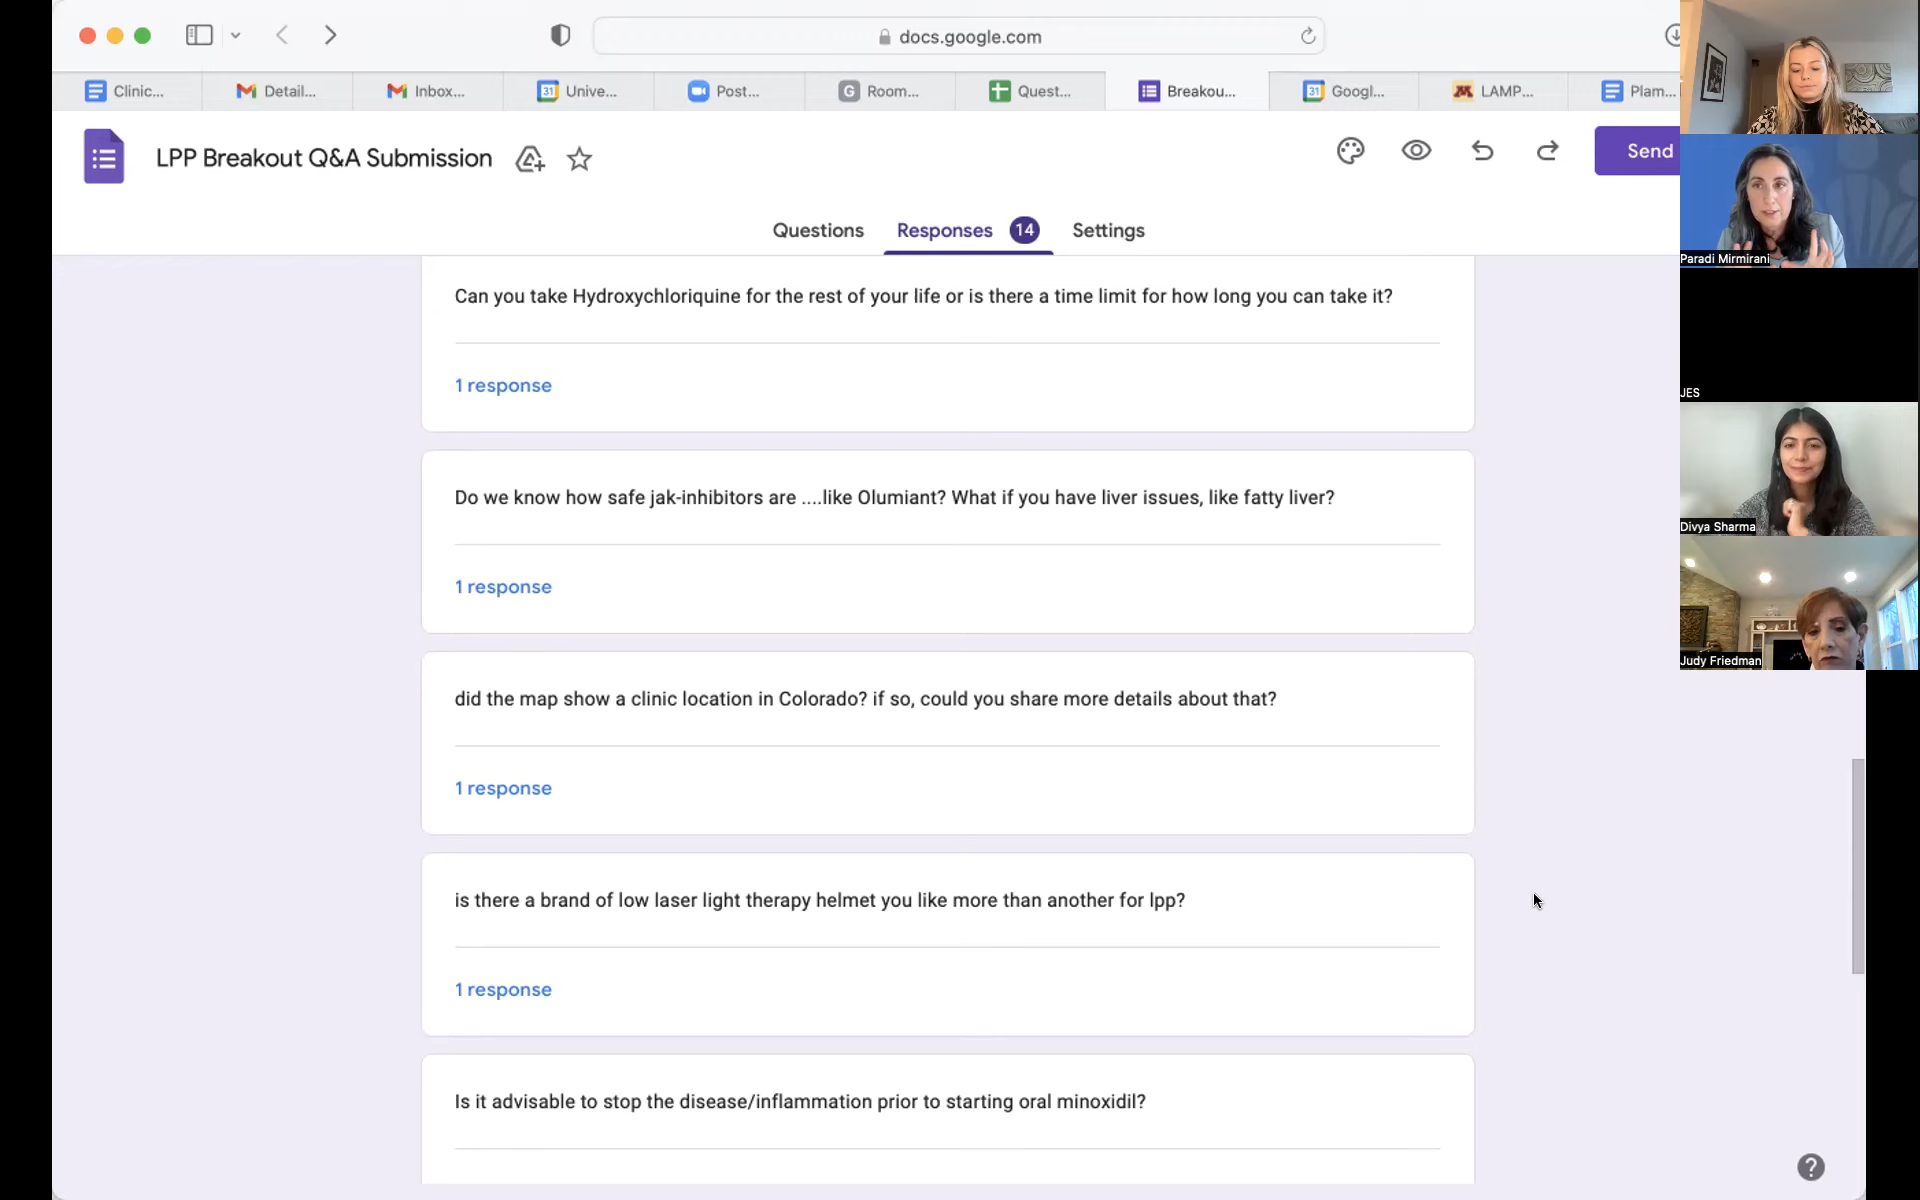 docs.google.com
Clinic...
Detail...
Inbox...
31
Unive...
Post...
G
Room...
Quest...
Breakou...
31
Googl...
LAMP...
Plam...
LPP Breakout Q&A Submission
Send
Questions
Responses 14
Settings
Can you take Hydroxychloriquine for the rest of your life or is there a time limit for how long you can take it?
1 response
Do we know how safe jak-inhibitors are ....like Olumiant? What if you have liver issues, like fatty liver?
1 response
did the map show a clinic location in Colorado? if so, could you share more details about that?
1 response
is there a brand of low laser light therapy helmet you like more than another for lpp?
1 response
Is it advisable to stop the disease/inflammation prior to starting oral minoxidil?
Paradi Mirmirani
JES
Divya Sharma
Judy Friedman